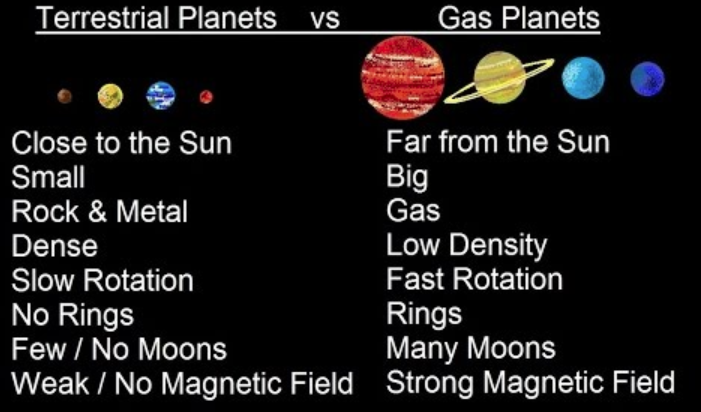 Terrestrial Planets vs Gas Planets
Close to the Sun Far from the Sun
Small Big
Rock & Metal Gas
Dense Low Density
Slow Rotation Fast Rotation
No Rings Rings
Few / No Moons Many Moons
Weak / No Magnetic Field Strong Magnetic Field